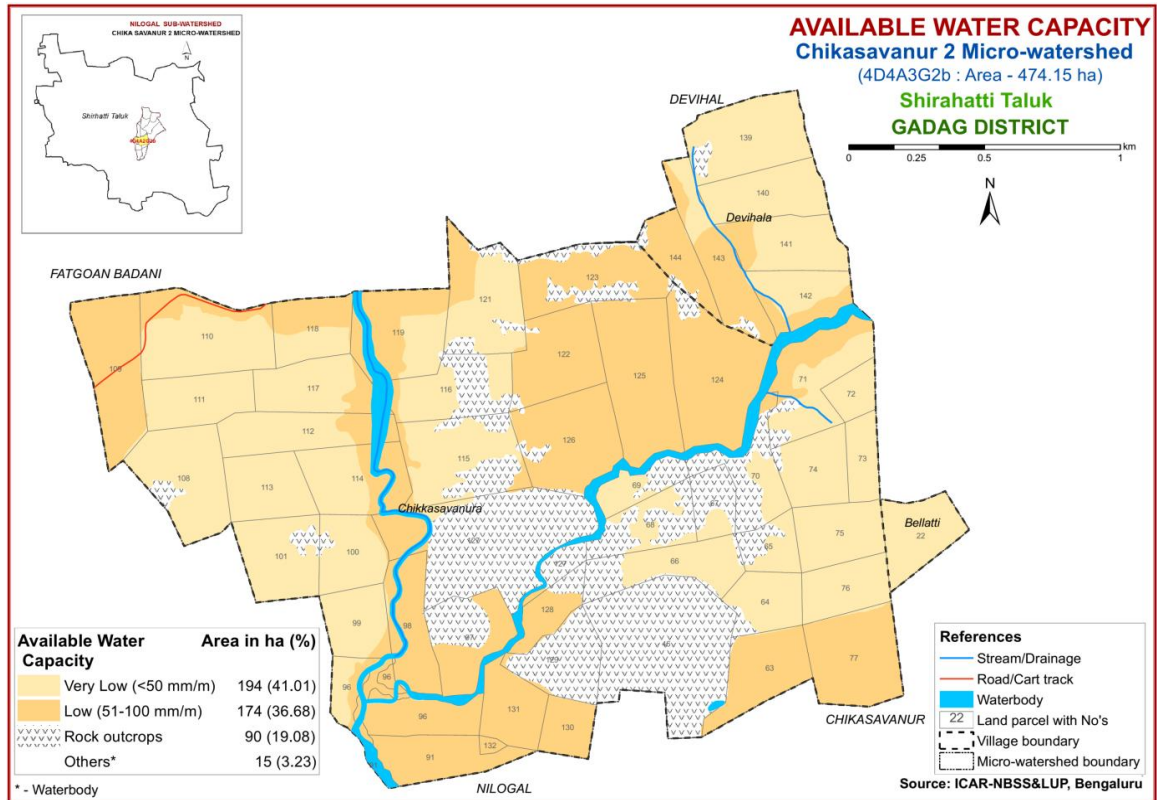 NILOGAL SUB-WATERSHED
CHIKA SAVANUR 2 MICRO-WATERSHED
N
Shirhatti Taluk
AVAILABLE WATER CAPACITY
Chikasavanur 2 Micro-watershed
(4D4A3G2b : Area - 474.15 ha)
Shirahatti Taluk
GADAG DISTRICT
km
0 0.25 0.5 1
N
DEVIHAL
139
140
Devihala
141
144
143
142
FATGOAN BADANI
123
121
110
118
119
122
125
124
71
109
116
72
111
117
112
126
115
108
113
114
69
70
74
73
Chikkasavanura
67
68
101
100
75
Bellatti
22
65
127
66
76
64
99
98
128
97
129
63
77
96
96
96
131
130
91
132
CHIKASAVANUR
NILOGAL
Available Water Capacity
Area in ha (%)
Very Low (<50 mm/m) 194 (41.01)
Low (51-100 mm/m) 174 (36.68)
Rock outcrops 90 (19.08)
Others* 15 (3.23)
* - Waterbody
References
Stream/Drainage
Road/Cart track
Waterbody
22 Land parcel with No's
Village boundary
Micro-watershed boundary
Source: ICAR-NBSS&LUP, Bengaluru